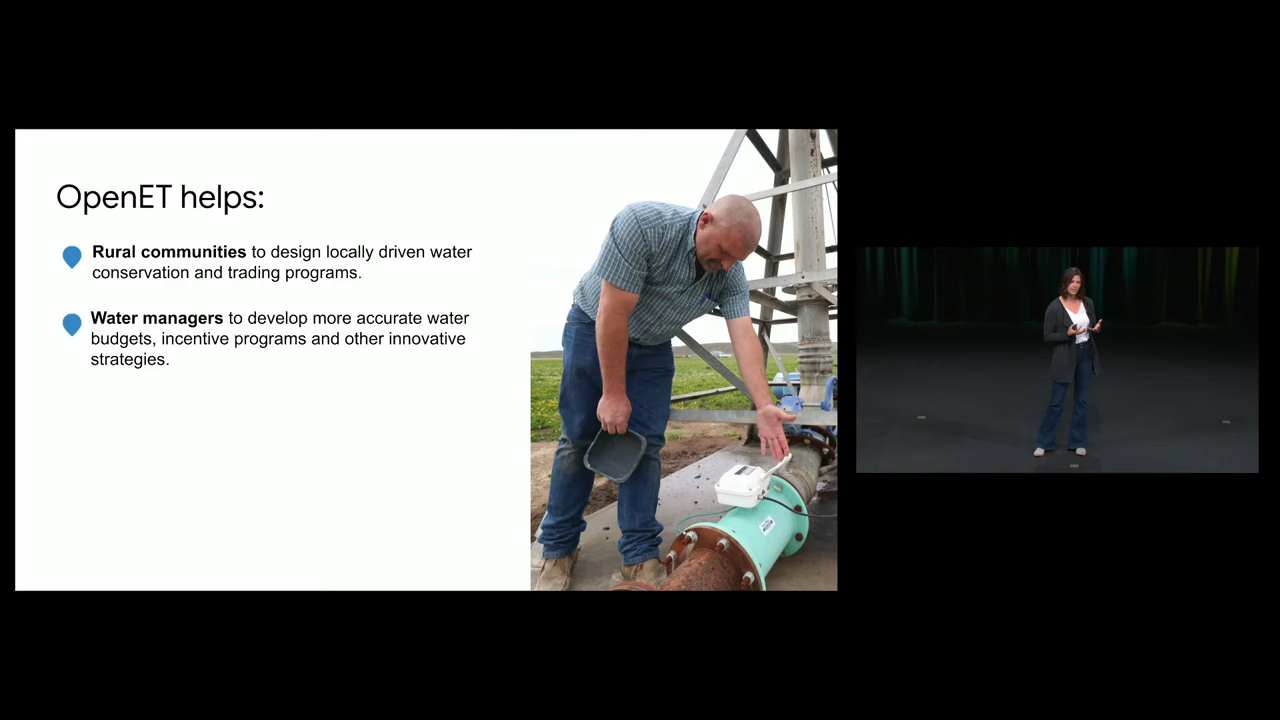 OpenET helps:
Rural communities to design locally driven water
conservation and trading programs.
Water managers to develop more accurate water
budgets, incentive programs and other innovative
strategies.